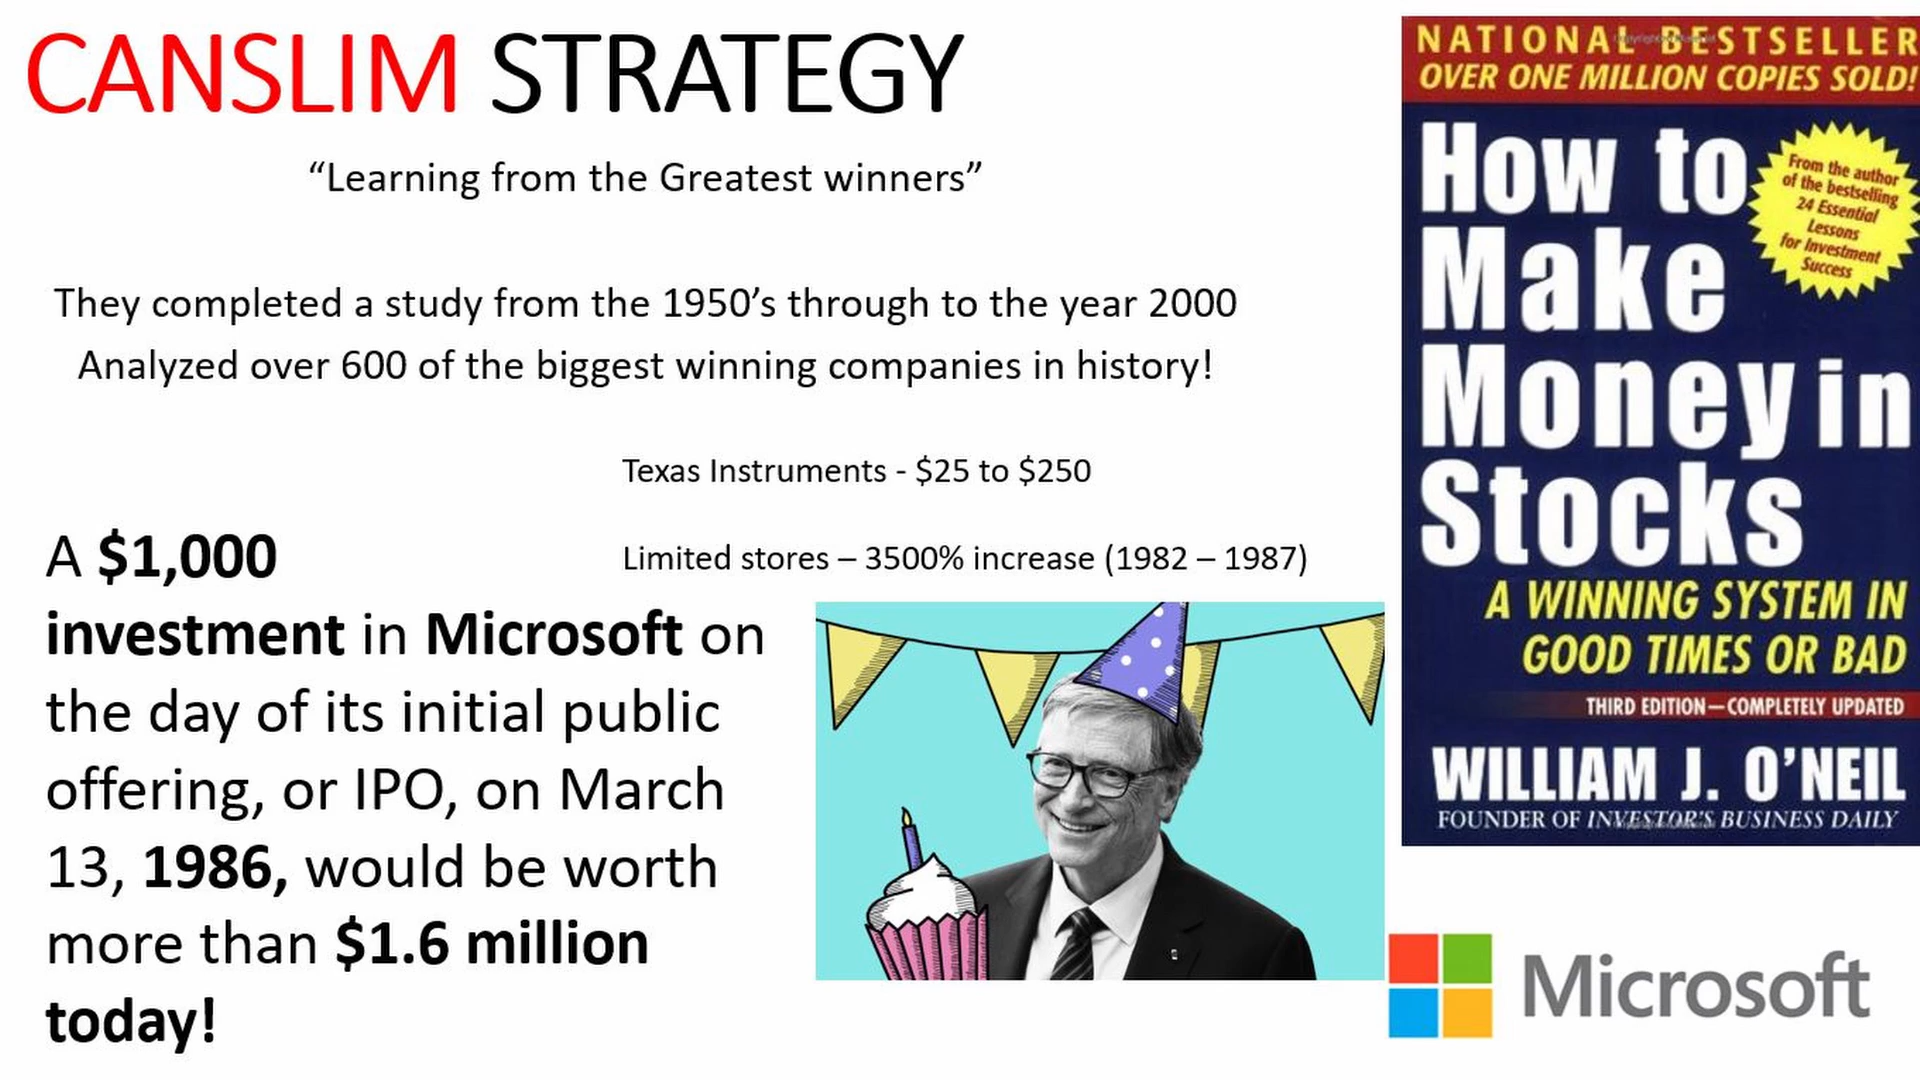 CANSLIM STRATEGY
“Learning from the Greatest winners”
They completed a study from the 1950’s through to the year 2000
Analyzed over 600 of the biggest winning companies in history!
Texas Instruments - $25 to $250
Limited stores – 3500% increase (1982 – 1987)
A $1,000
investment in Microsoft on
the day of its initial public
offering, or IPO, on March
13, 1986, would be worth
more than $1.6 million
today!
NATIONAL BESTSELLER
OVER ONE MILLION COPIES SOLD!
How to
Make
Money in
Stocks
From the author
of the bestselling
24 Essential
Lessons
for Investment
Success
A WINNING SYSTEM IN
GOOD TIMES OR BAD
THIRD EDITION—COMPLETELY UPDATED
WILLIAM J. O’NEIL
FOUNDER OF INVESTOR’S BUSINESS DAILY
Microsoft